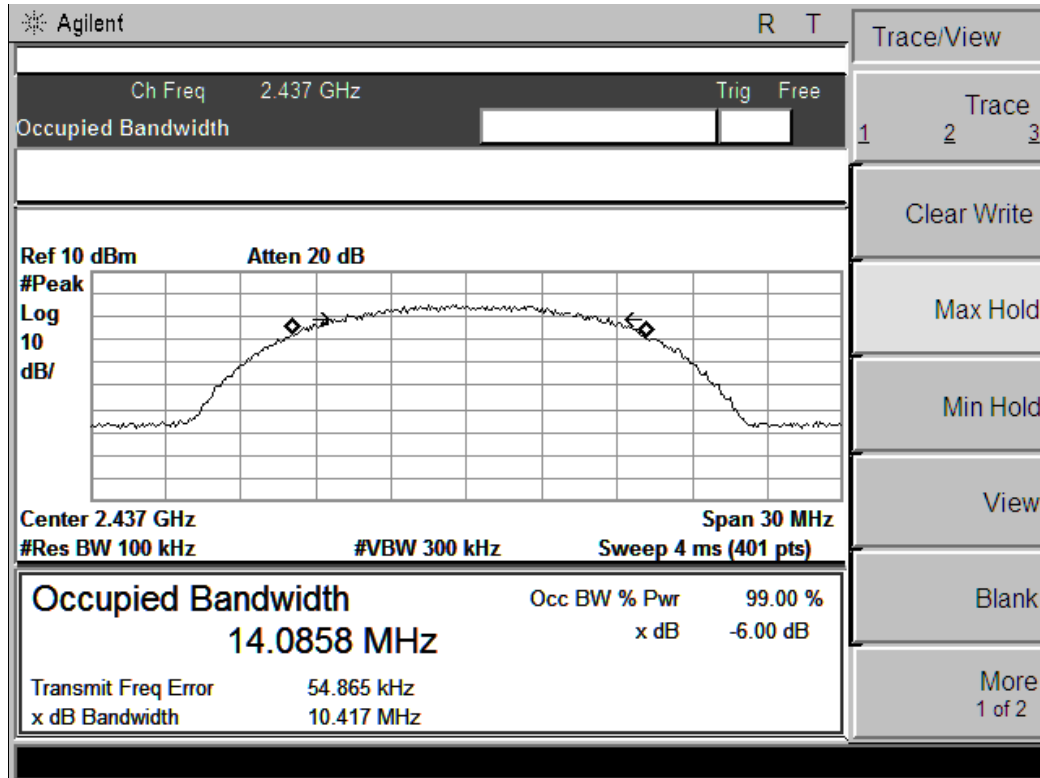 Agilent R T
Ch Freq 2.437 GHz Trig Free
Occupied Bandwidth
Ref 10 dBm Atten 20 dB
#Peak
Log
10
dB/
Center 2.437 GHz Span 30 MHz
#Res BW 100 kHz #VBW 300 kHz Sweep 4 ms (401 pts)
Occupied Bandwidth
14.0858 MHz
Occ BW % Pwr 99.00 %
x dB -6.00 dB
Transmit Freq Error 54.865 kHz
x dB Bandwidth 10.417 MHz
Trace/View
Trace
1 2 3
Clear Write
Max Hold
Min Hold
View
Blank
More
1 of 2